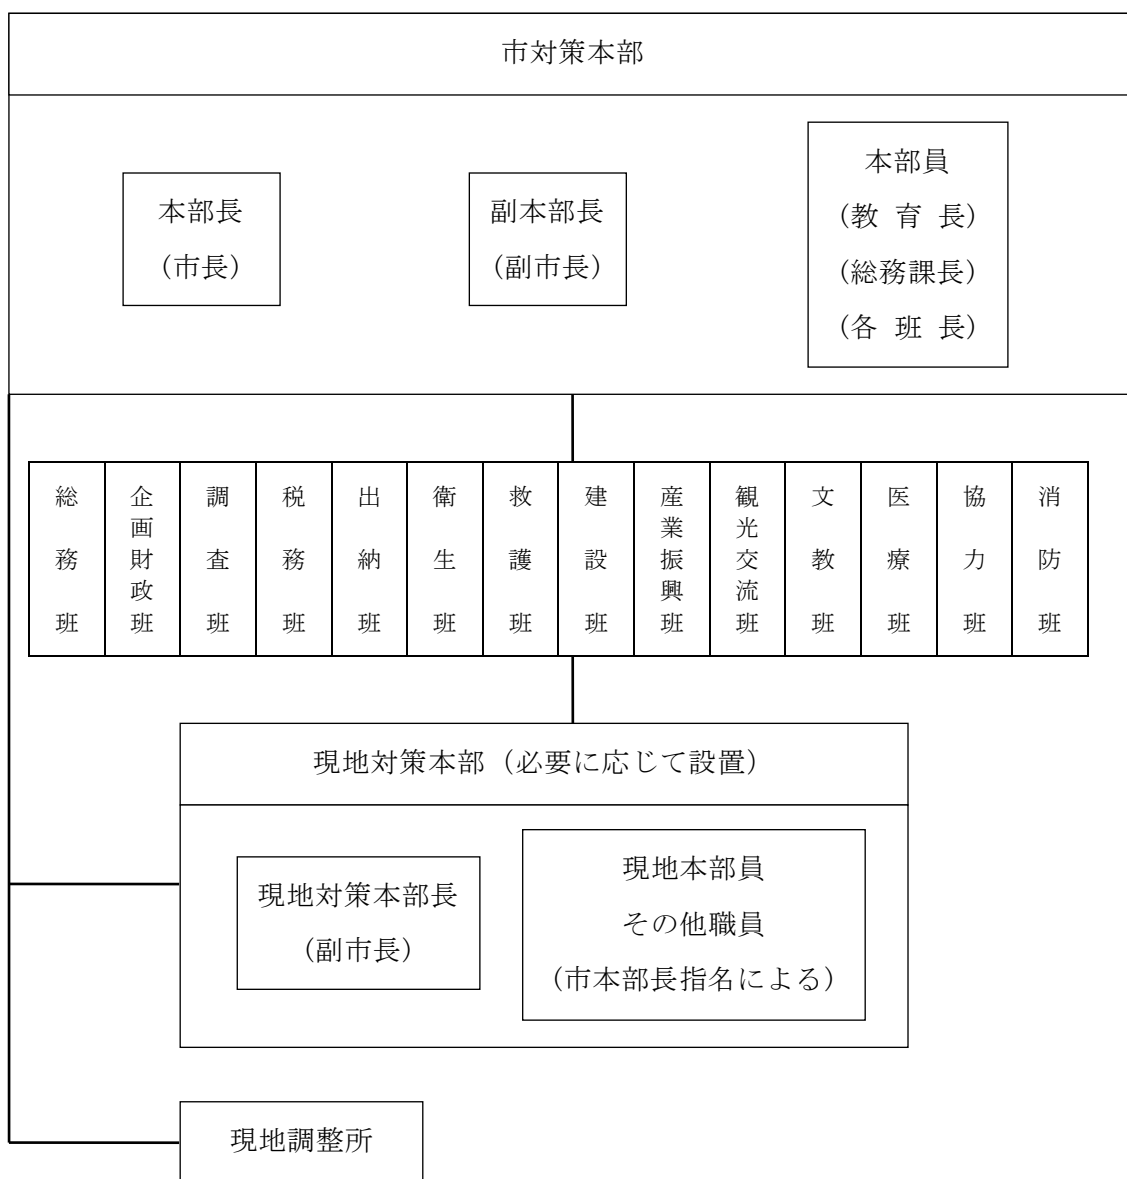 市対策本部
本部長
(市長)
副本部長
(副市長)
本部員
(教 育 長)
(総務課長)
(各 班 長)
総務班
企画財政班
調査班
税務班
出納班
衛生班
救護班
建設班
産業振興班
観光交流班
文教班
医療班
協力班
消防班
現地対策本部(必要に応じて設置)
現地対策本部長
(副市長)
現地本部員
その他職員
(市本部長指名による)
現地調整所